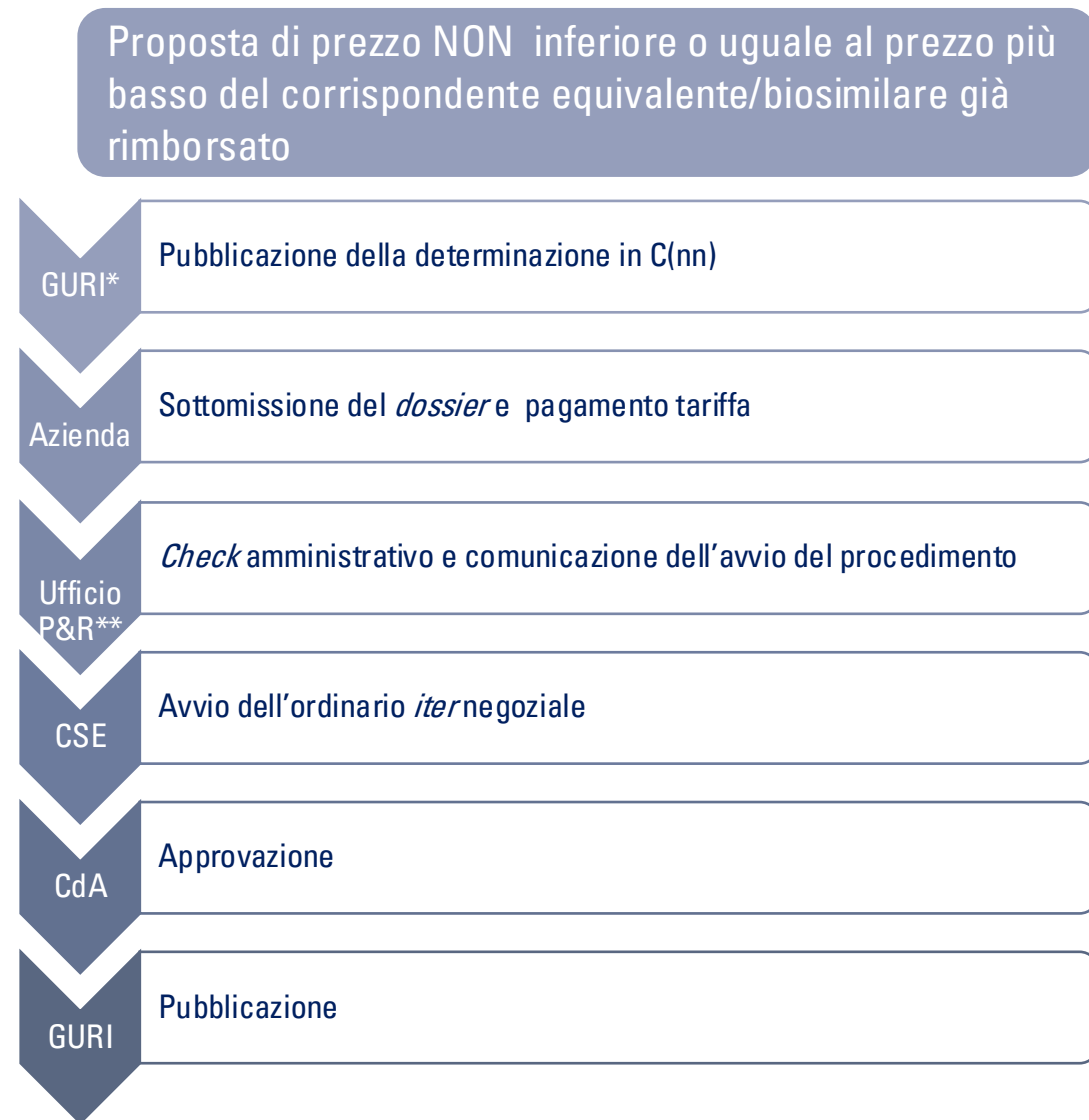 Proposta di prezzo NON inferiore o uguale al prezzo più
basso del corrispondente equivalente/biosimilare già
rimborsato
GURI*
Pubblicazione della determinazione in C(nn)
Azienda
Sottomissione del dossier e pagamento tariffa
Ufficio
P&R**
Check amministrativo e comunicazione dell’avvio del procedimento
CSE
Avvio dell’ordinario iter negoziale
CdA
Approvazione
GURI
Pubblicazione